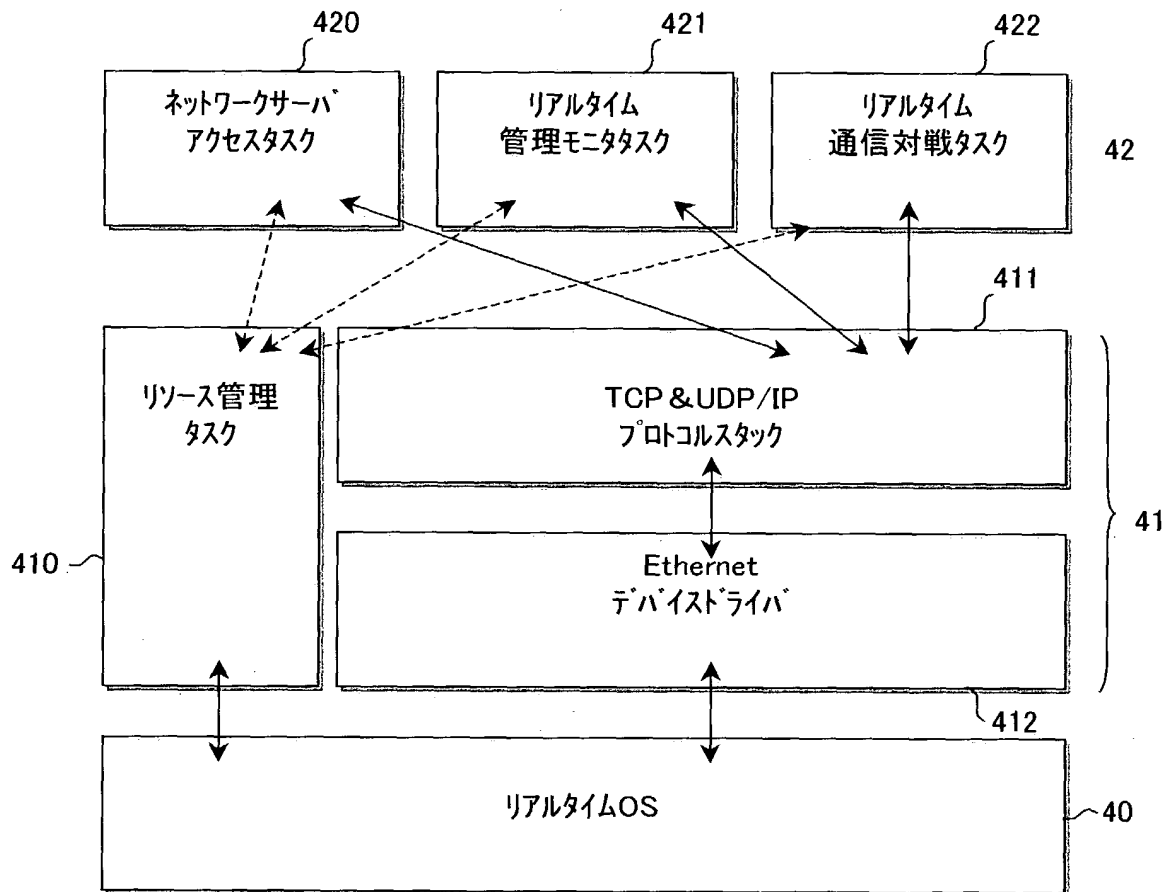 420
421
422
ネットワークサーバ
アクセスタスク
リアルタイム
管理モニタタスク
リアルタイム
通信対戦タスク
42
411
リソース管理
タスク
TCP&UDP/IP
プロトコルスタック
41
410
Ethernet
デバイスドライバ
412
リアルタイムOS
40